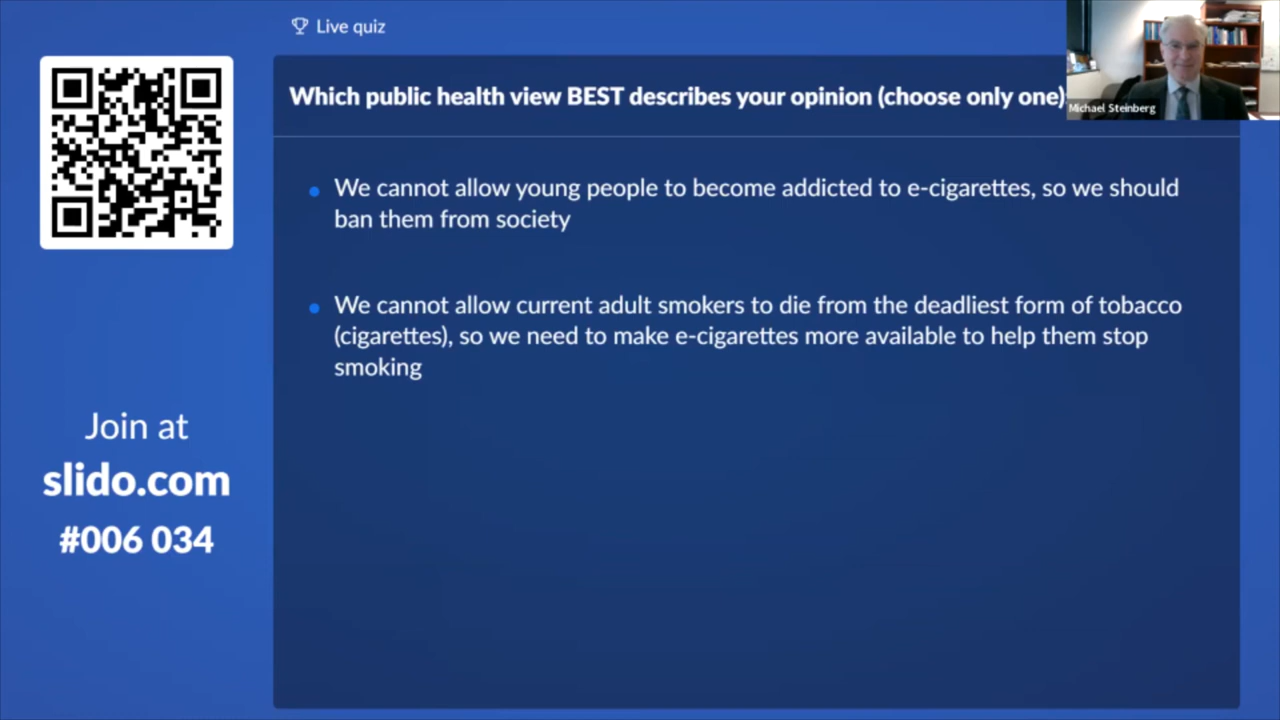 Live quiz
Which public health view BEST describes your opinion (choose only one)
Michael Steinberg
We cannot allow young people to become addicted to e-cigarettes, so we should
ban them from society
We cannot allow current adult smokers to die from the deadliest form of tobacco
(cigarettes), so we need to make e-cigarettes more available to help them stop
smoking
Join at
slido.com
#006 034